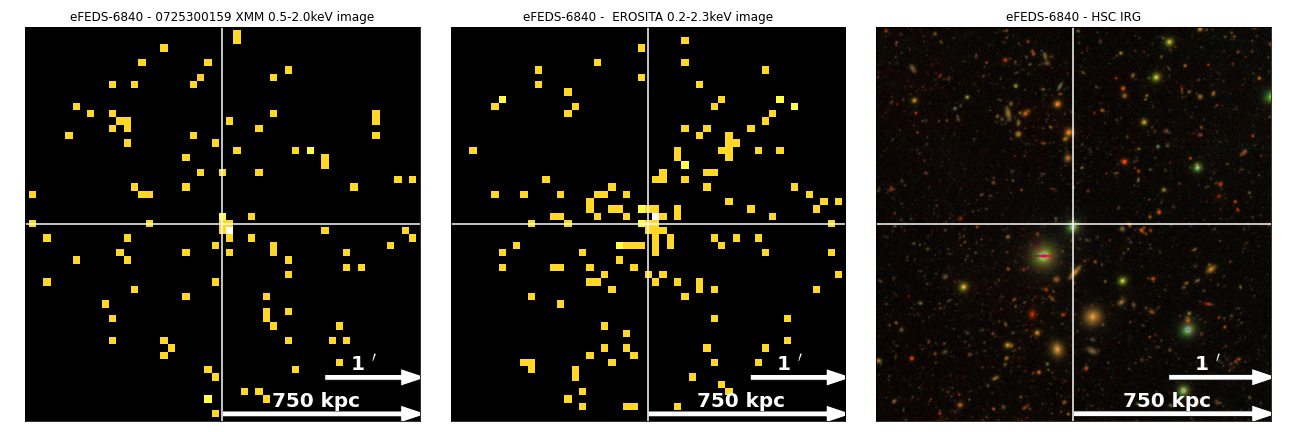 eFEDS-6840 - 0725300159 XMM 0.5-2.0keV image
eFEDS-6840 -  EROSITA 0.2-2.3keV image
eFEDS-6840 - HSC IRG
1 ′
750 kpc
1 ′
750 kpc
1 ′
750 kpc